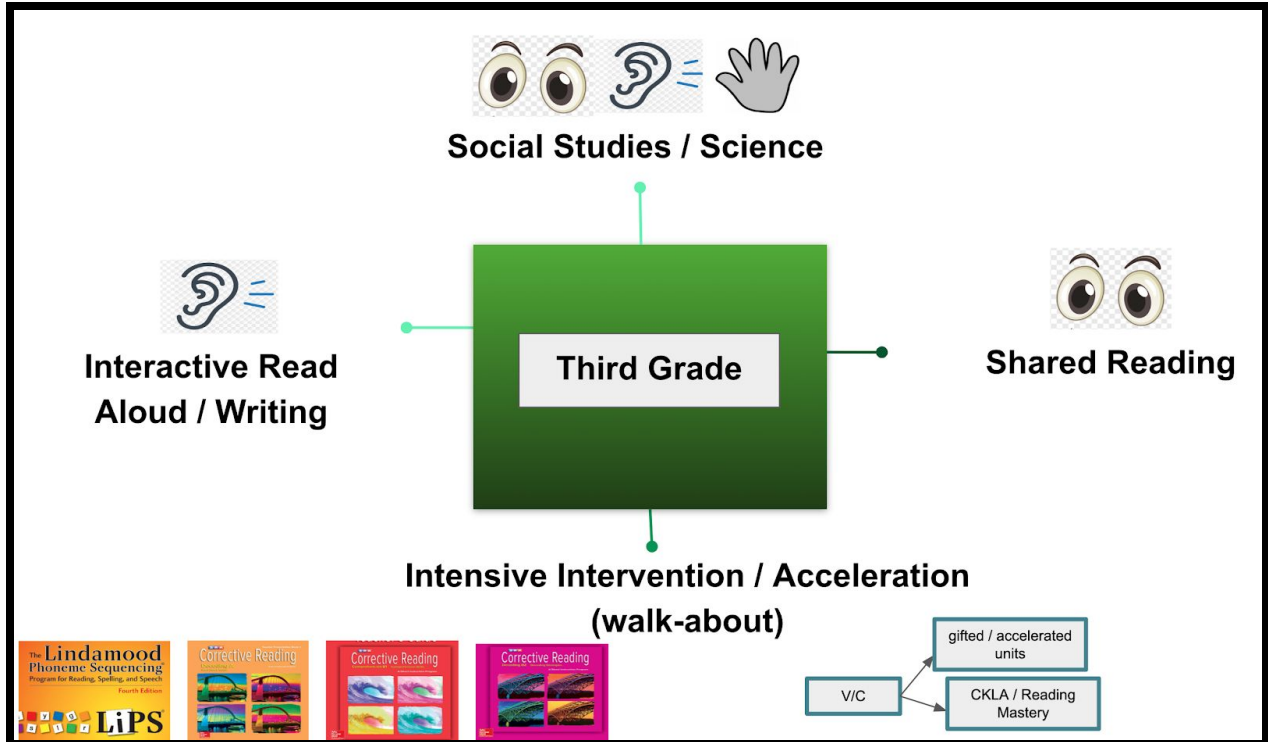 Social Studies / Science
Interactive Read
Aloud / Writing
Third Grade
Shared Reading
Intensive Intervention / Acceleration
(walk-about)
The Lindamood
Phoneme Sequencing®
Program for Reading, Spelling, and Speech
Fourth Edition
LiPS
Corrective Reading
Corrective Reading
Corrective Reading
V/C
gifted / accelerated
units
CKLA / Reading
Mastery